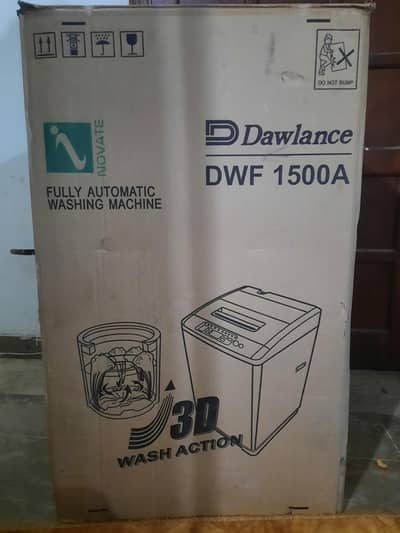 DO NOT BUMP
i
NOVATE
Dawlance
DWF 1500A
FULLY AUTOMATIC
WASHING MACHINE
3D
WASH ACTION